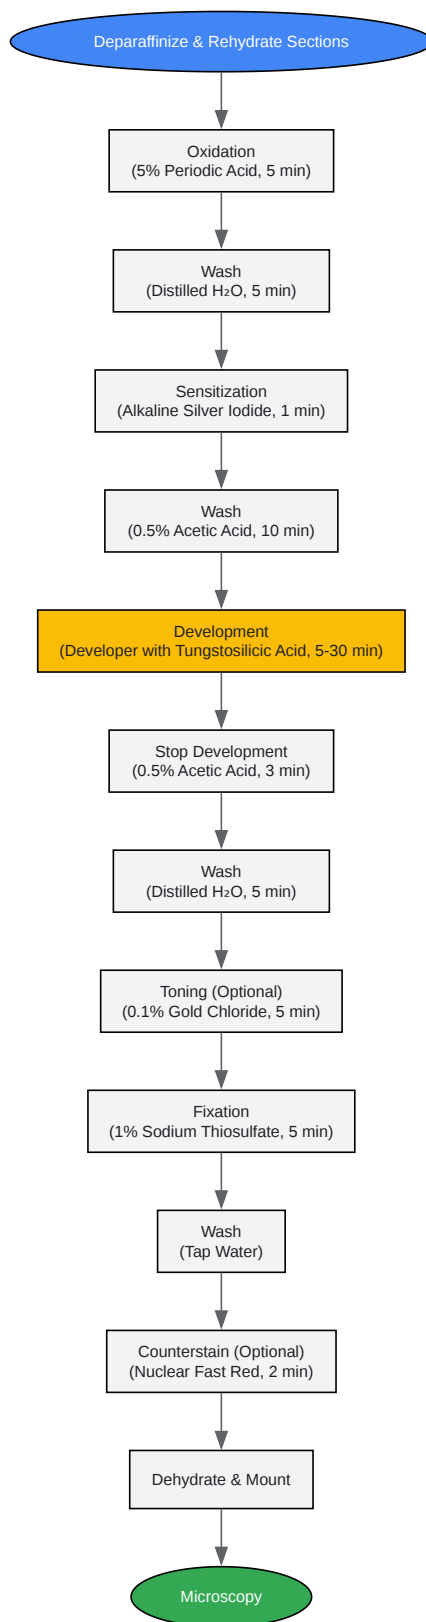 Deparaffinize & Rehydrate Sections
Oxidation
(5% Periodic Acid, 5 min)
Wash
(Distilled H₂O, 5 min)
Sensitization
(Alkaline Silver Iodide, 1 min)
Wash
(0.5% Acetic Acid, 10 min)
Development
(Developer with Tungstosilicic Acid, 5-30 min)
Stop Development
(0.5% Acetic Acid, 3 min)
Wash
(Distilled H₂O, 5 min)
Toning (Optional)
(0.1% Gold Chloride, 5 min)
Fixation
(1% Sodium Thiosulfate, 5 min)
Wash
(Tap Water)
Counterstain (Optional)
(Nuclear Fast Red, 2 min)
Dehydrate & Mount
Microscopy